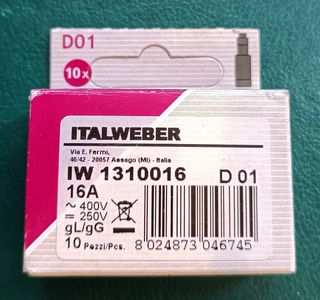 D01
10x
ITALWEBER
Via E. Fermi,
40/42 - 20057 Assago (MI) - Italia
IW 1310016 D 01
16A
~ 400V
= 250V
gL/gG
10 Pezzi/Pcs. 8 024873 046745